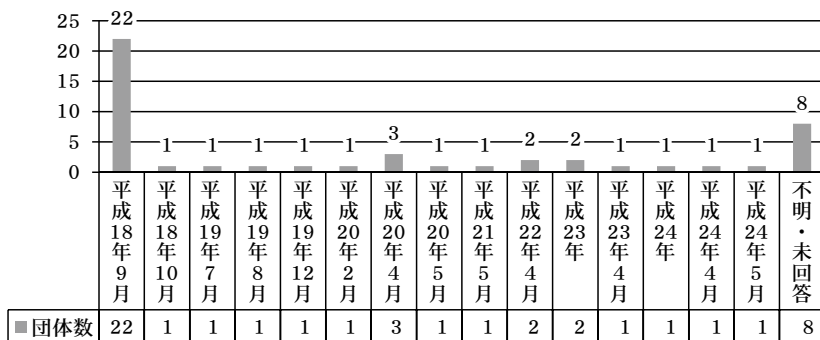 25
20
15
10
5
0
22 1 1 1 1 1 3 1 1 2 2 1 1 1 1 8
平成18年9月
平成18年10月
平成19年7月
平成19年8月
平成19年12月
平成20年2月
平成20年4月
平成20年5月
平成21年5月
平成22年4月
平成23年
平成23年4月
平成24年
平成24年4月
平成24年5月
不明・未回答
団体数 22 1 1 1 1 1 3 1 1 2 2 1 1 1 1 8